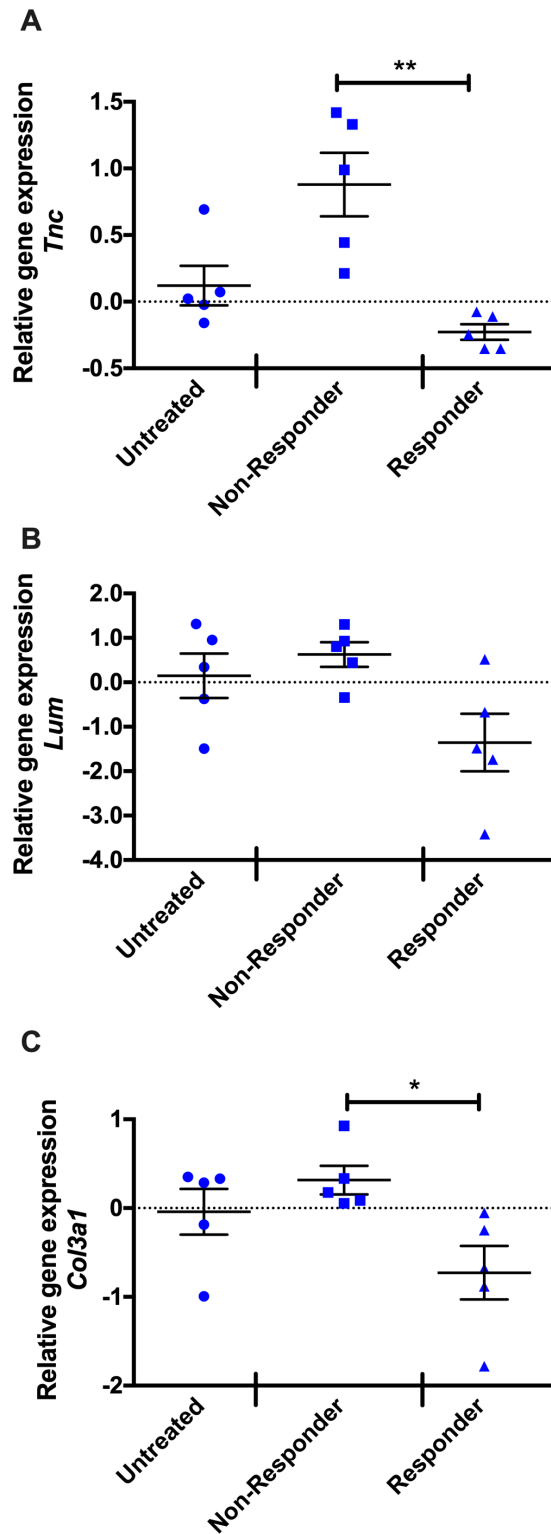 A
**
Relative gene expression
Tnc
1.5
1.0
0.5
0.0
-0.5
Untreated
Non-Responder
Responder
B
Relative gene expression
Lum
2.0
1.0
0.0
-1.0
-2.0
-3.0
-4.0
Untreated
Non-Responder
Responder
C
*
Relative gene expression
Col3a1
1
0
-1
-2
Untreated
Non-Responder
Responder